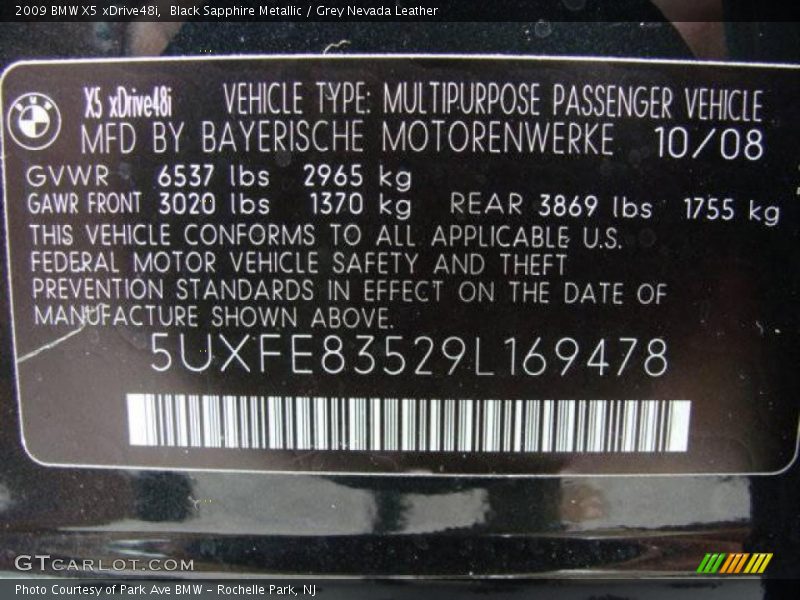 2009 BMW X5 xDrive48i,  Black Sapphire Metallic / Grey Nevada Leather
BMW X5 xDrive48i VEHICLE TYPE: MULTIPURPOSE PASSENGER VEHICLE
MFD BY BAYERISCHE MOTORENWERKE 10/08
GVWR 6537 lbs 2965 kg
GAWR FRONT 3020 lbs 1370 kg REAR 3869 lbs 1755 kg
THIS VEHICLE CONFORMS TO ALL APPLICABLE U.S.
FEDERAL MOTOR VEHICLE SAFETY AND THEFT
PREVENTION STANDARDS IN EFFECT ON THE DATE OF
MANUFACTURE SHOWN ABOVE.
5UXFE83529L169478
GTCARLOT.COM
Photo Courtesy of Park Ave BMW - Rochelle Park, NJ